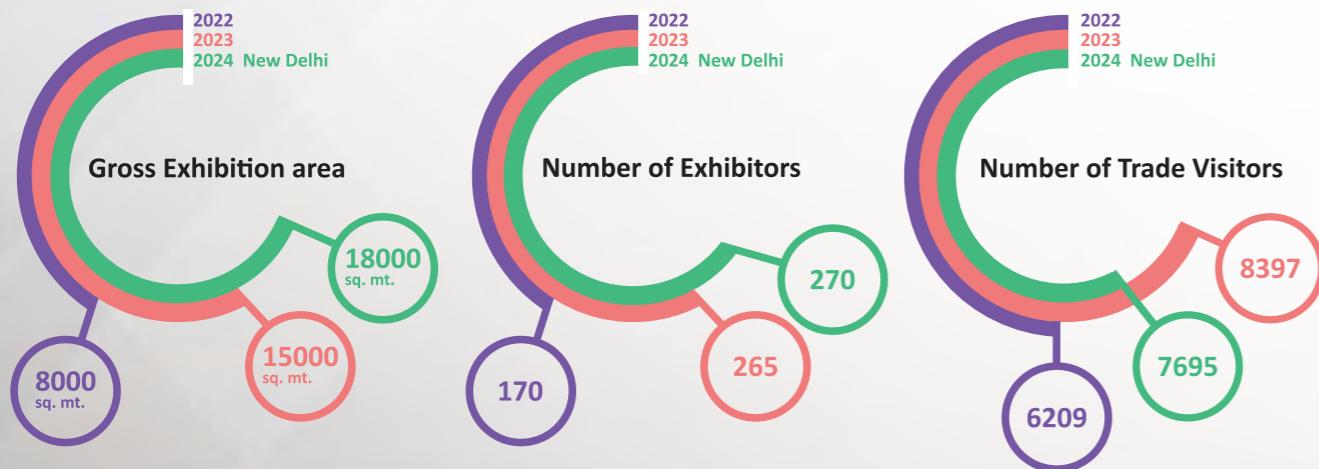 2022
2023
2024 New Delhi
Gross Exhibition area
18000
sq. mt.
15000
sq. mt.
8000
sq. mt.
2022
2023
2024 New Delhi
Number of Exhibitors
270
265
170
2022
2023
2024 New Delhi
Number of Trade Visitors
8397
7695
6209